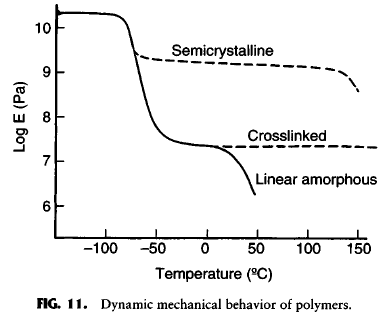 Log E (Pa)
10
9
8
7
6
Semicrystalline
Crosslinked
Linear amorphous
−100 −50 0 50 100 150
Temperature (ºC)
FIG. 11. Dynamic mechanical behavior of polymers.